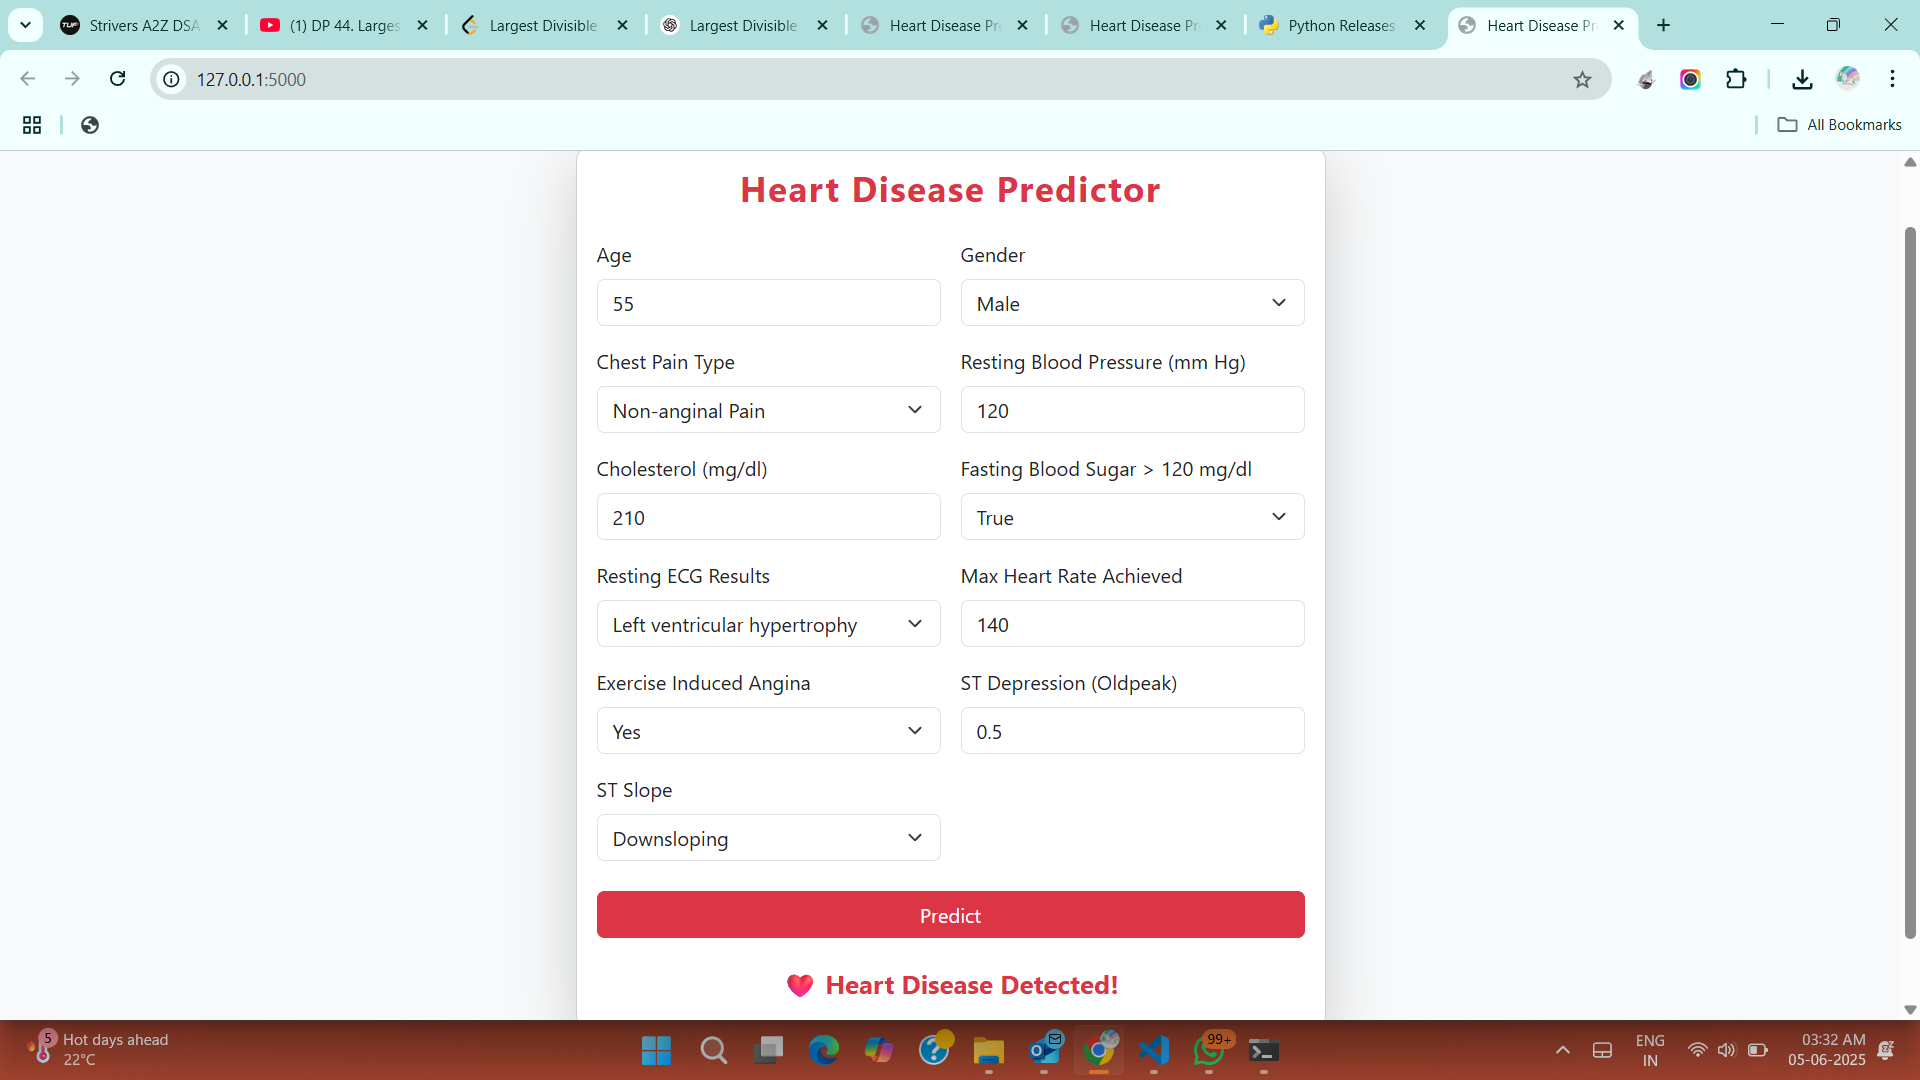 Strivers A2Z DSA
(1) DP 44. Larges
Largest Divisible
Largest Divisible
Heart Disease Pr
Heart Disease Pr
Python Releases
Heart Disease Pr
127.0.0.1:5000
All Bookmarks
Heart Disease Predictor
Age
Gender
55
Male
Chest Pain Type
Resting Blood Pressure (mm Hg)
Non-anginal Pain
120
Cholesterol (mg/dl)
Fasting Blood Sugar > 120 mg/dl
210
True
Resting ECG Results
Max Heart Rate Achieved
Left ventricular hypertrophy
140
Exercise Induced Angina
ST Depression (Oldpeak)
Yes
0.5
ST Slope
Downsloping
Predict
Heart Disease Detected!
5
Hot days ahead
22°C
99+
ENG
IN
03:32 AM
05-06-2025